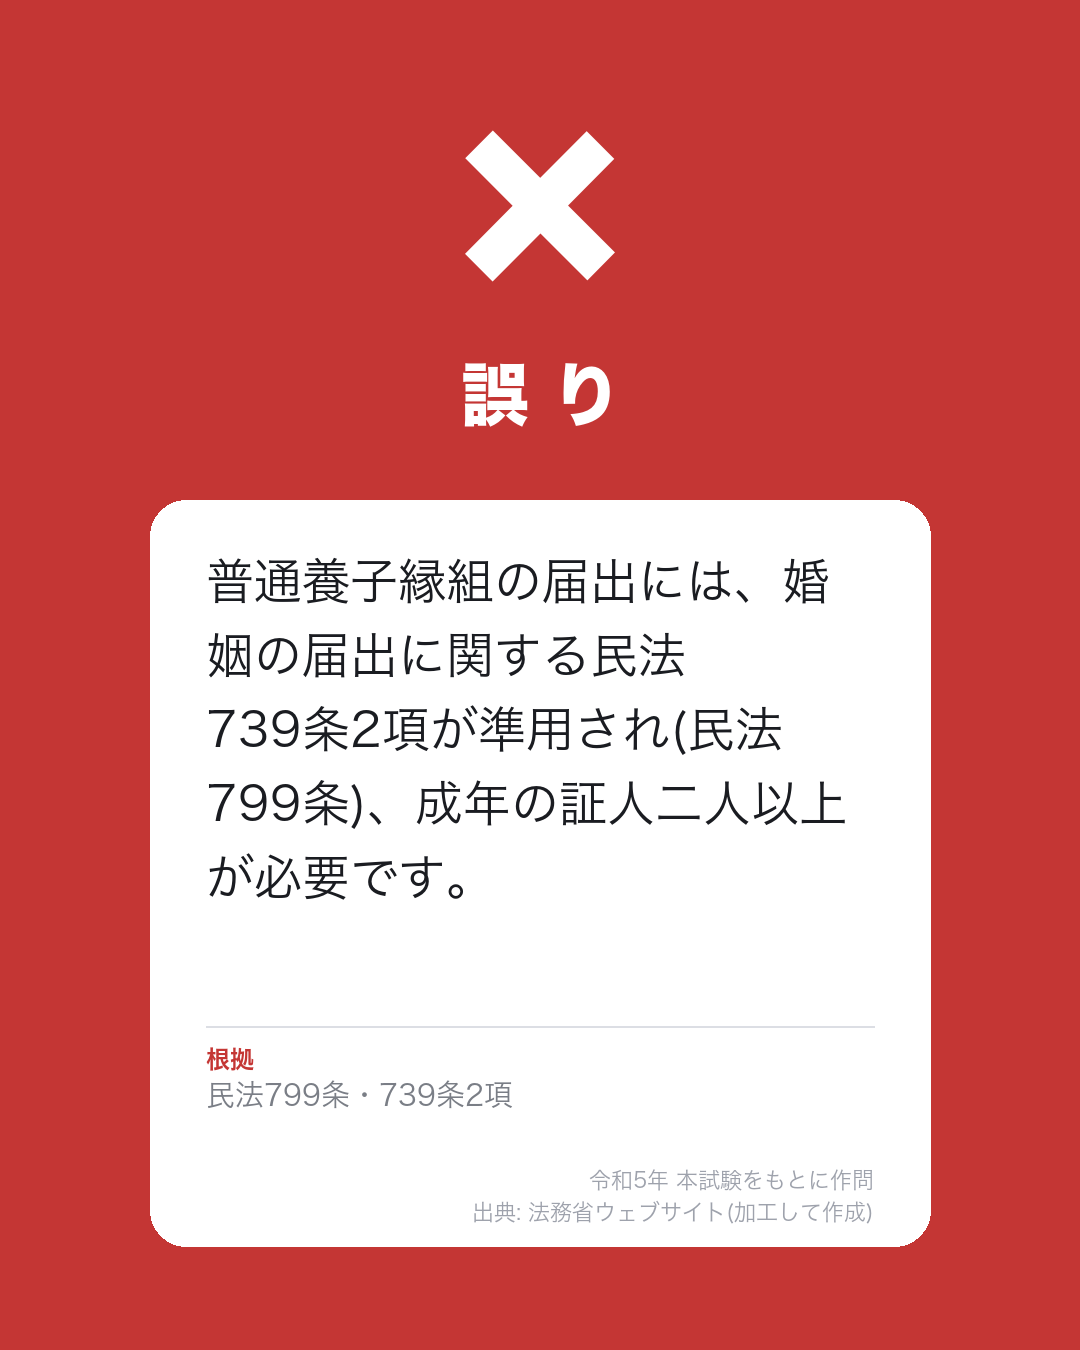 誤り
普通養子縁組の届出には、婚
姻の届出に関する民法
739条2項が準用され(民法
799条)、成年の証人二人以上
が必要です。
根拠
民法799条・739条2項
令和5年 本試験をもとに作問
出典: 法務省ウェブサイト(加工して作成)